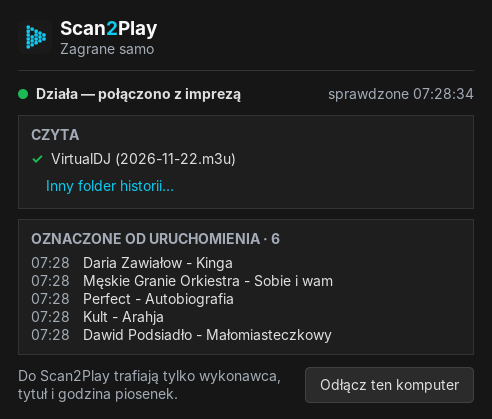 Scan2Play
Zagrane samo
Działa — połączono z imprezą
sprawdzone 07:28:34
CZYTA
✓ VirtualDJ (2026-11-22.m3u)
Inny folder historii...
OZNACZONE OD URUCHOMIENIA · 6
07:28 Daria Zawiałow - Kinga
07:28 Męskie Granie Orkiestra - Sobie i wam
07:28 Perfect - Autobiografia
07:28 Kult - Arahja
07:28 Dawid Podsiadło - Małomiasteczkowy
Do Scan2Play trafiają tylko wykonawca,
tytuł i godzina piosenek.
Odłącz ten komputer